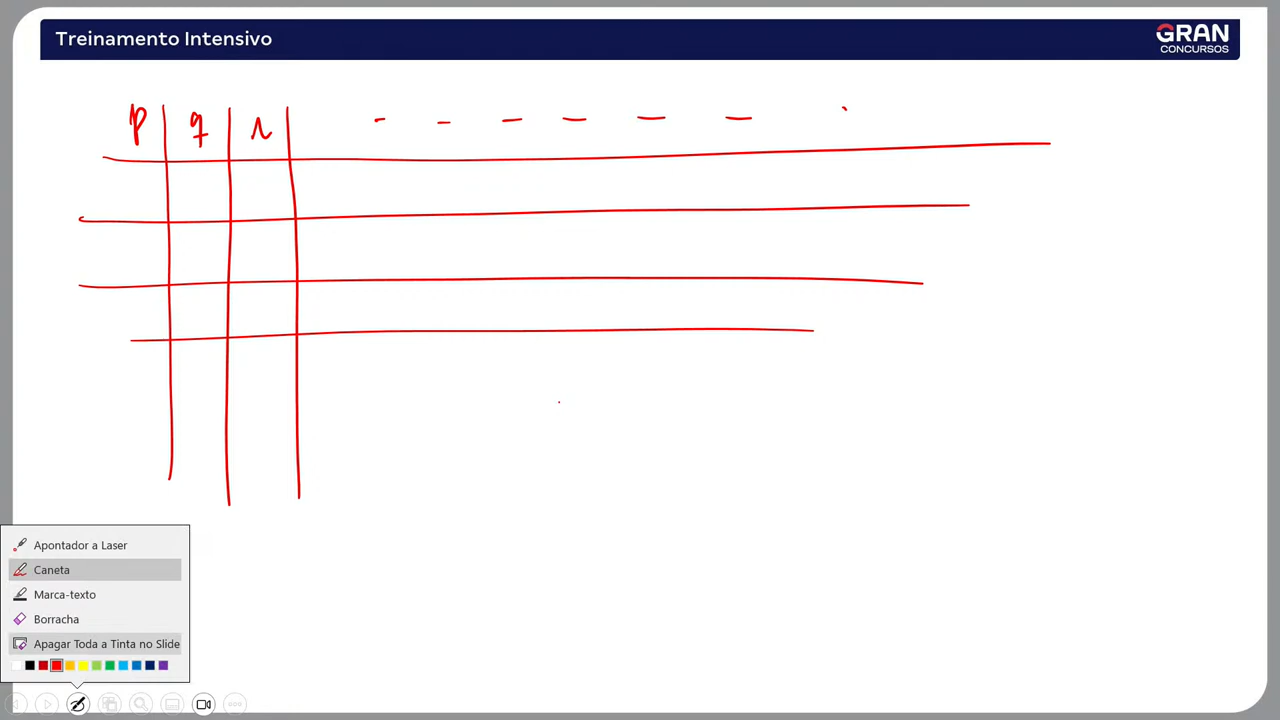 Treinamento Intensivo
GRAN
CONCURSOS
p q r - - - - - -
Apontador a Laser
Caneta
Marca-texto
Borracha
Apagar Toda a Tinta no Slide